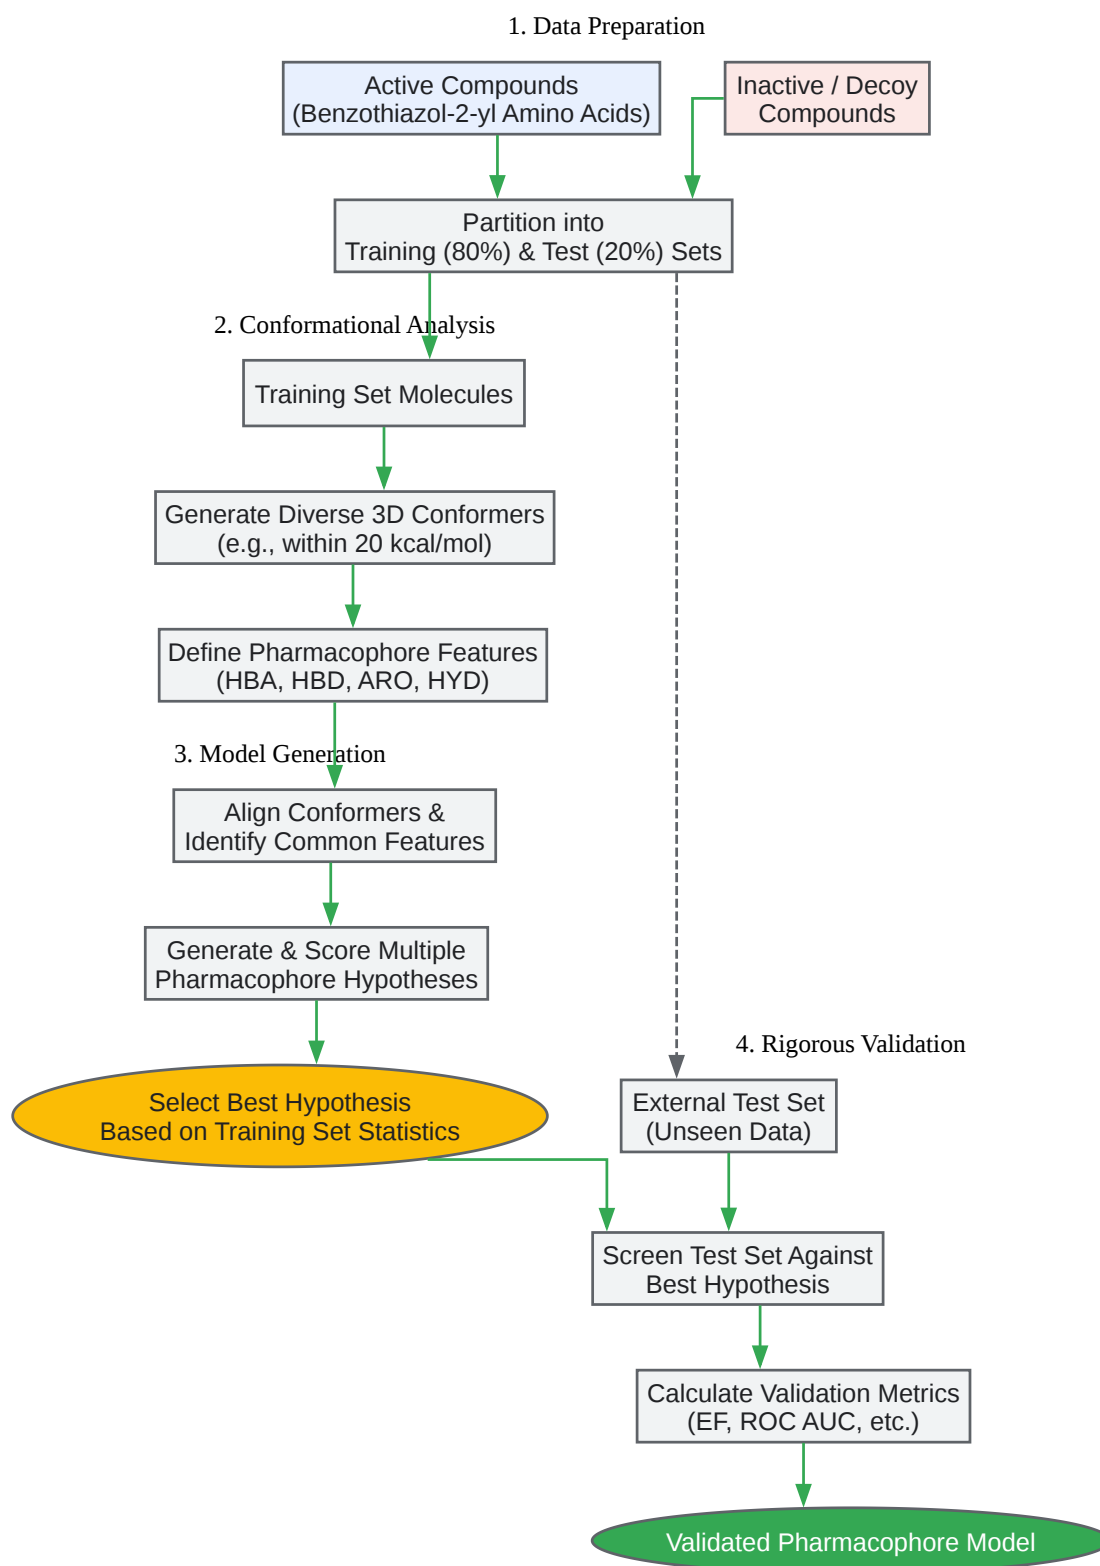 1. Data Preparation
Active Compounds
(Benzothiazol-2-yl Amino Acids)
Inactive / Decoy
Compounds
Partition into
Training (80%) & Test (20%) Sets
2. Conformational Analysis
Training Set Molecules
Generate Diverse 3D Conformers
(e.g., within 20 kcal/mol)
Define Pharmacophore Features
(HBA, HBD, ARO, HYD)
3. Model Generation
Align Conformers &
Identify Common Features
Generate & Score Multiple
Pharmacophore Hypotheses
Select Best Hypothesis
Based on Training Set Statistics
4. Rigorous Validation
External Test Set
(Unseen Data)
Screen Test Set Against
Best Hypothesis
Calculate Validation Metrics
(EF, ROC AUC, etc.)
Validated Pharmacophore Model